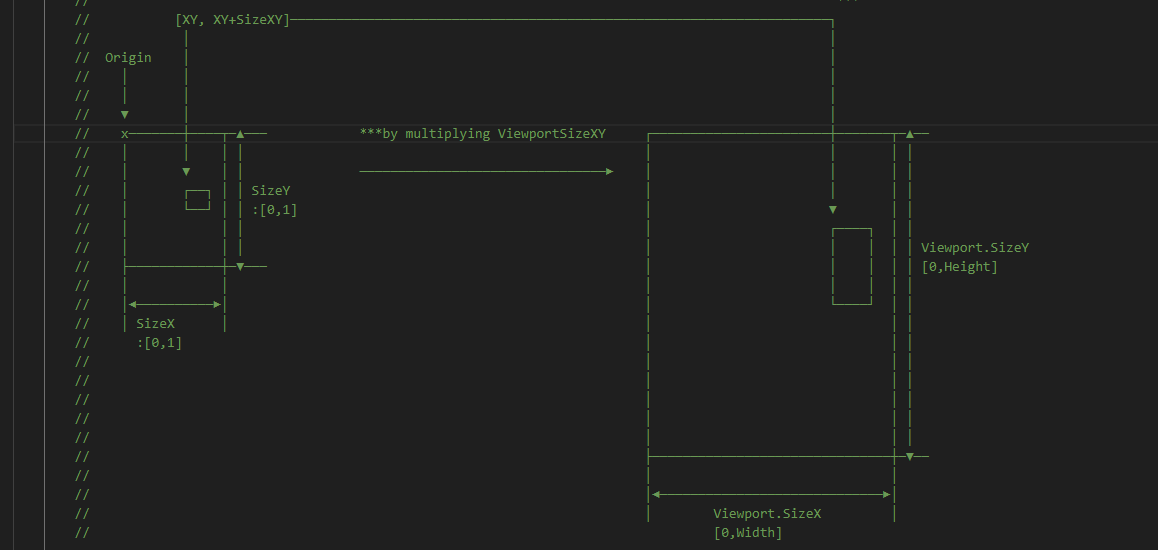 //
// [XY, XY+SizeXY]
//
// Origin
//
//
//
// x ***by multiplying ViewportSizeXY
//
//
// SizeY
// :[0,1]
//
// Viewport.SizeY
// [0,Height]
//
//
// SizeX
// :[0,1]
//
//
//
//
//
//
//
//
// Viewport.SizeX
// [0,Width]